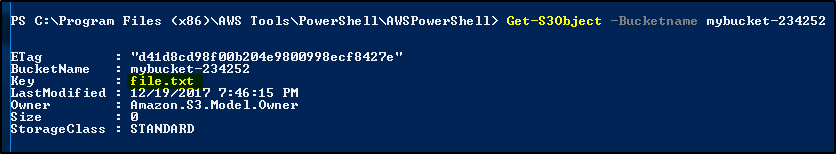 PS C:\Program Files (x86)\AWS Tools\PowerShell\AWSPowerShell> Get-S3Object -Bucketname mybucket-234252
ETag : "d41d8cd98f00b204e9800998ecf8427e"
BucketName : mybucket-234252
Key : file.txt
LastModified : 12/19/2017 7:46:15 PM
Owner : Amazon.S3.Model.Owner
Size : 0
StorageClass : STANDARD